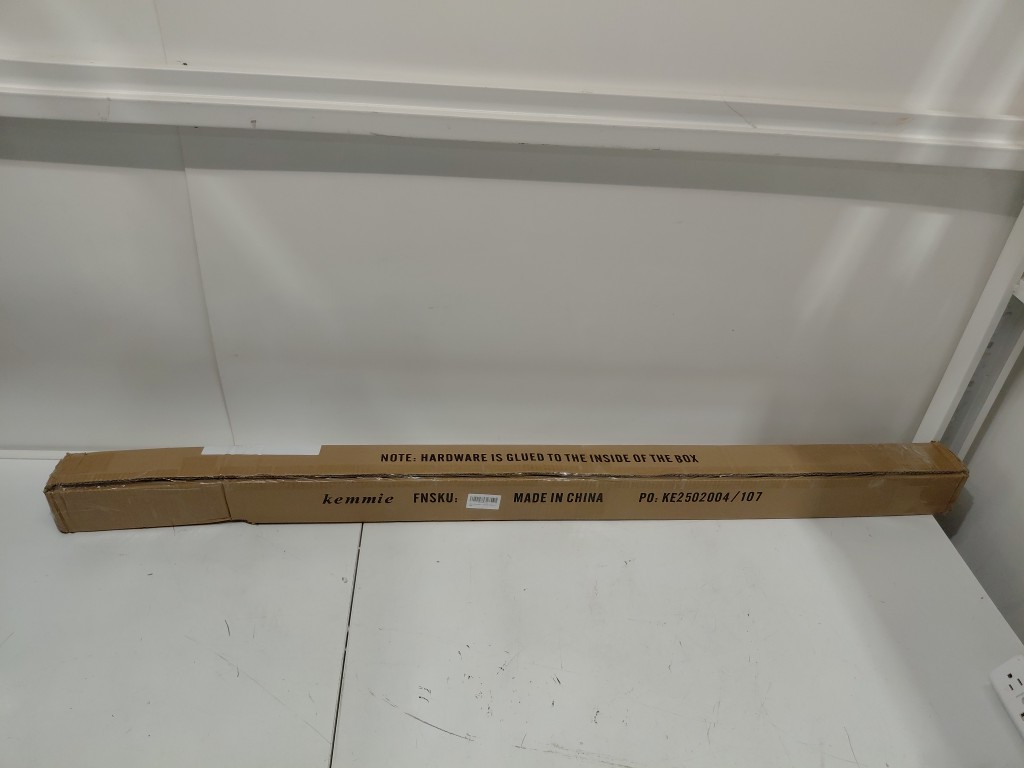 NOTE: HARDWARE IS GLUED TO THE INSIDE OF THE BOX
kemmie FNSKU: MADE IN CHINA PO: KE2502004/107